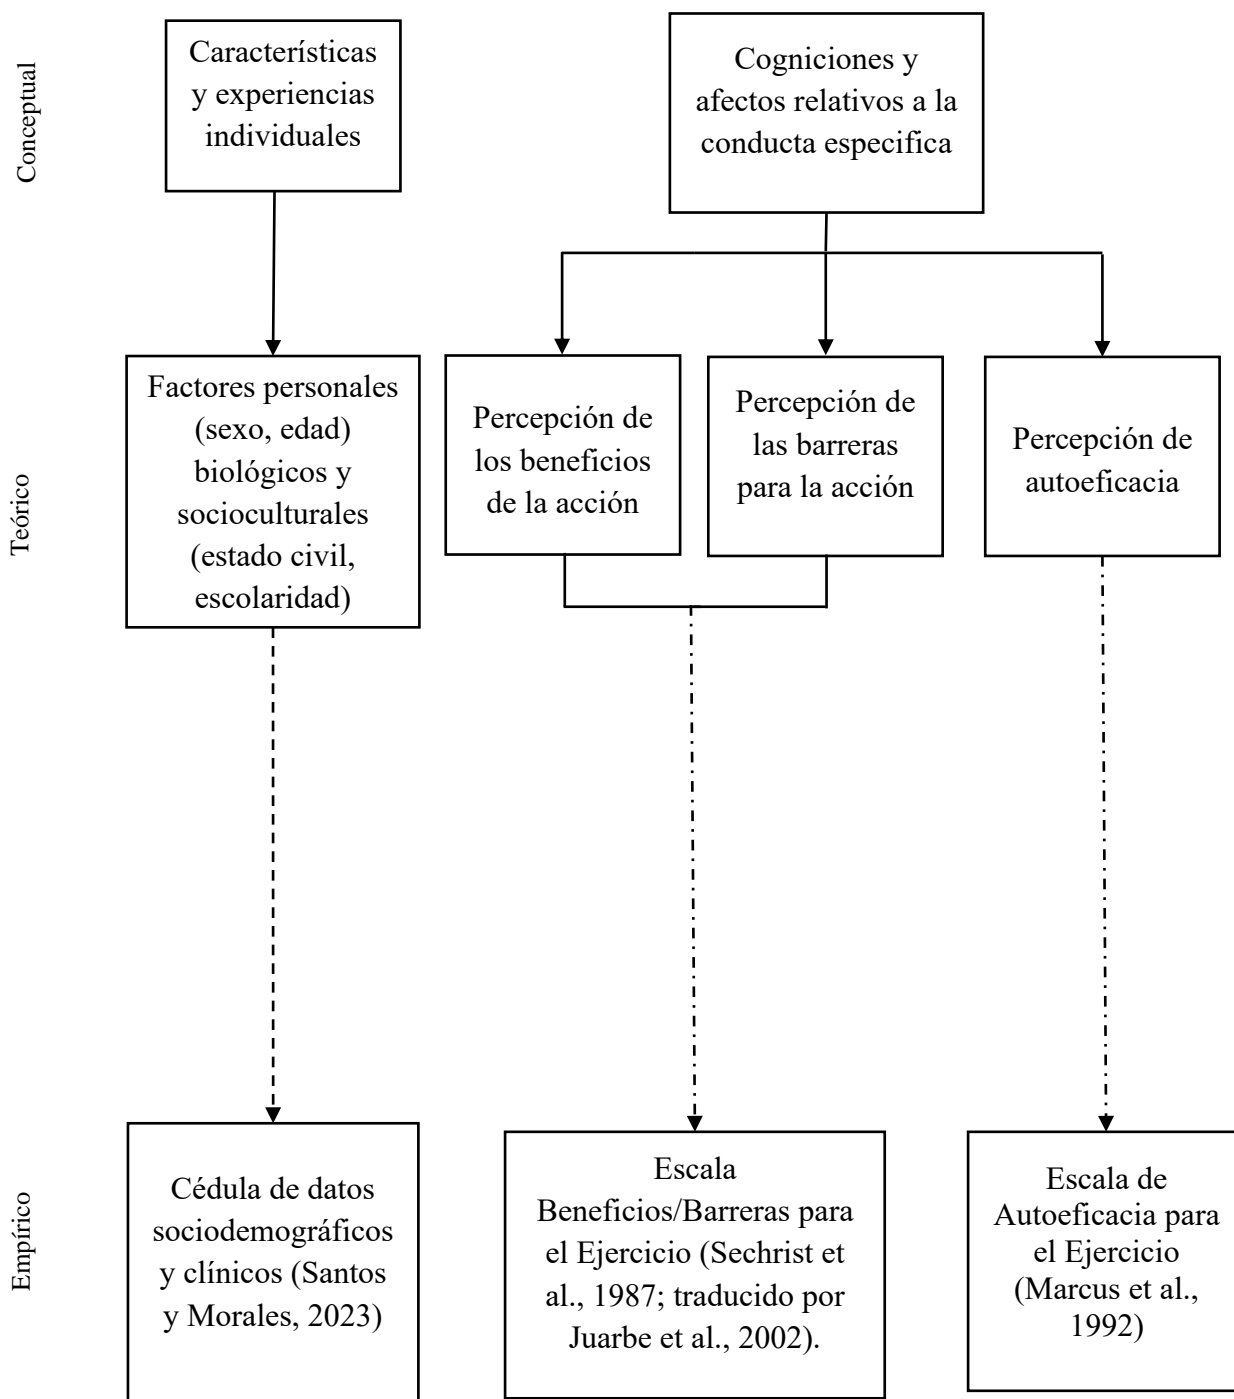 Conceptual
Características
y experiencias
individuales
Cogniciones y
afectos relativos a la
conducta especifica
Teórico
Factores personales
(sexo, edad)
biológicos y
socioculturales
(estado civil,
escolaridad)
Percepción de
los beneficios
de la acción
Percepción de
las barreras
para la acción
Percepción de
autoeficacia
Empírico
Cédula de datos
sociodemográficos
y clínicos (Santos
y Morales, 2023)
Escala
Beneficios/Barreras para
el Ejercicio (Sechrist et
al., 1987; traducido por
Juarbe et al., 2002).
Escala de
Autoeficacia para
el Ejercicio
(Marcus et al.,
1992)